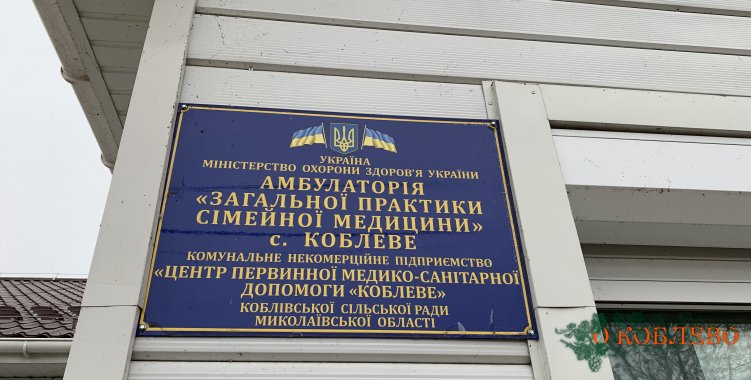 УКРАЇНА
МІНІСТЕРСТВО ОХОРОНИ ЗДОРОВ'Я УКРАЇНИ
АМБУЛАТОРІЯ
«ЗАГАЛЬНОЇ ПРАКТИКИ
СІМЕЙНОЇ МЕДИЦИНИ»
с. КОБЛЕВЕ
КОМУНАЛЬНЕ НЕКОМЕРЦІЙНЕ ПІДПРИЄМСТВО
«ЦЕНТР ПЕРВИННОЇ МЕДИКО-САНІТАРНОЇ
ДОПОМОГИ «КОБЛЕВЕ»
КОБЛІВСЬКОЇ СІЛЬСЬКОЇ РАДИ
МИКОЛАЇВСЬКОЇ ОБЛАСТІ
О КОБЛЕВО